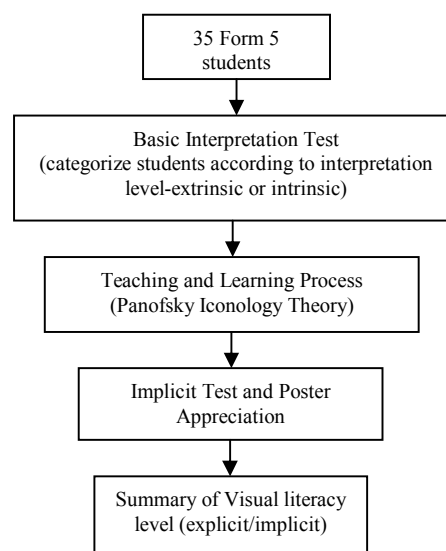 35 Form 5
students
Basic Interpretation Test
(categorize students according to interpretation
level-extrinsic or intrinsic)
Teaching and Learning Process
(Panofsky Iconology Theory)
Implicit Test and Poster
Appreciation
Summary of Visual literacy
level (explicit/implicit)